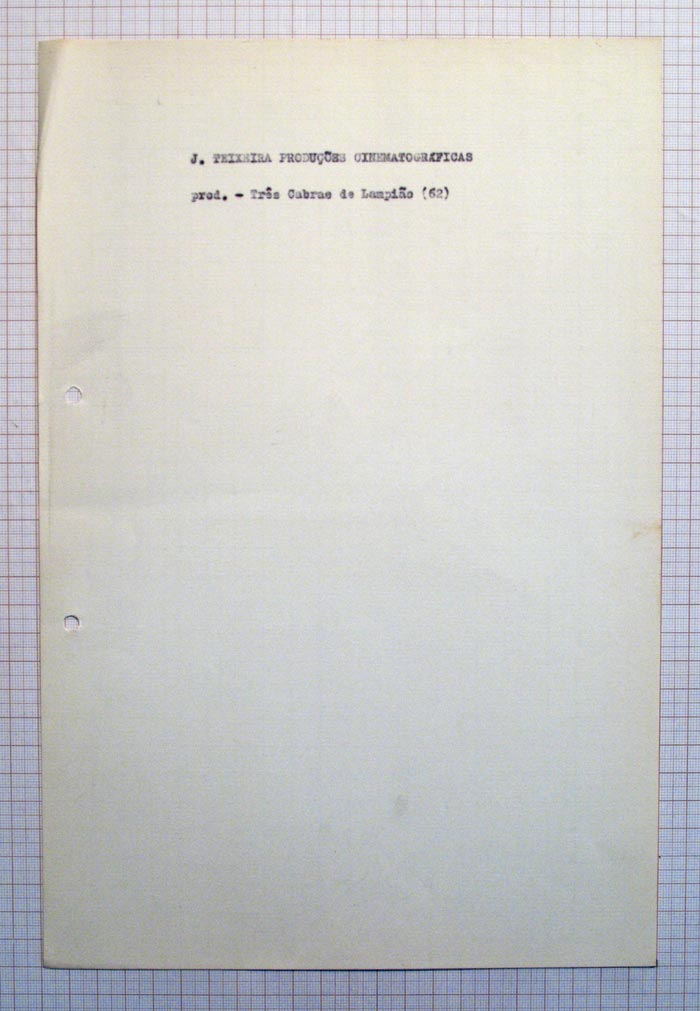 J. TEIXEIRA PRODUÇÕES CINEMATOGRÁFICAS
prod. - Três Cabras de Lampião (62)